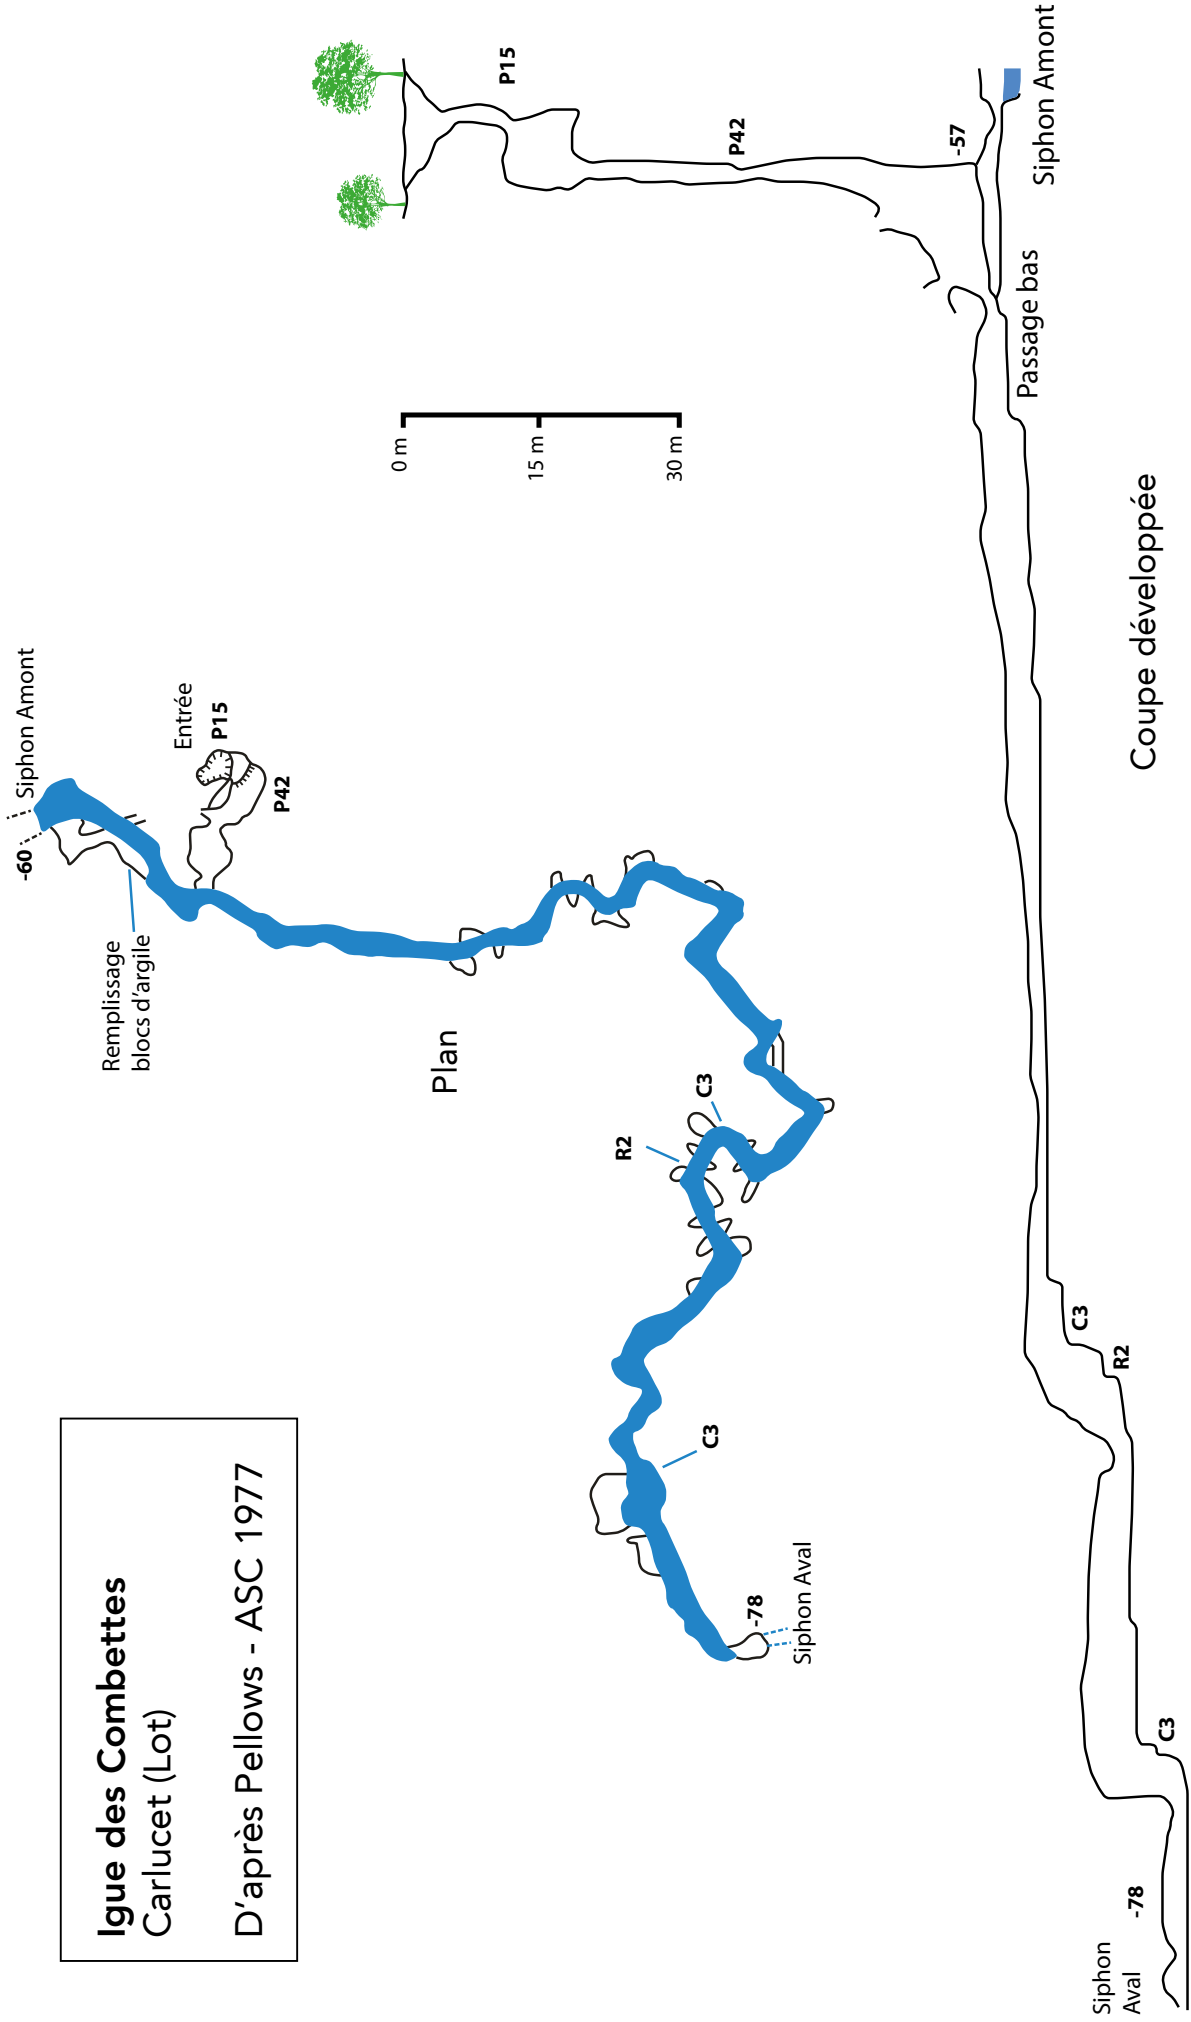 Igue des Combettes
Carlucet (Lot)
D'après Pellows - ASC 1977
Plan
Siphon Amont
-60
Entrée
P15
P42
Remplissage
blocs d'argile
C3
R2
C3
-78
Siphon Aval
0 m
15 m
30 m
Coupe développée
P15
P42
-57
Siphon Amont
Passage bas
C3
R2
C3
-78
Siphon
Aval